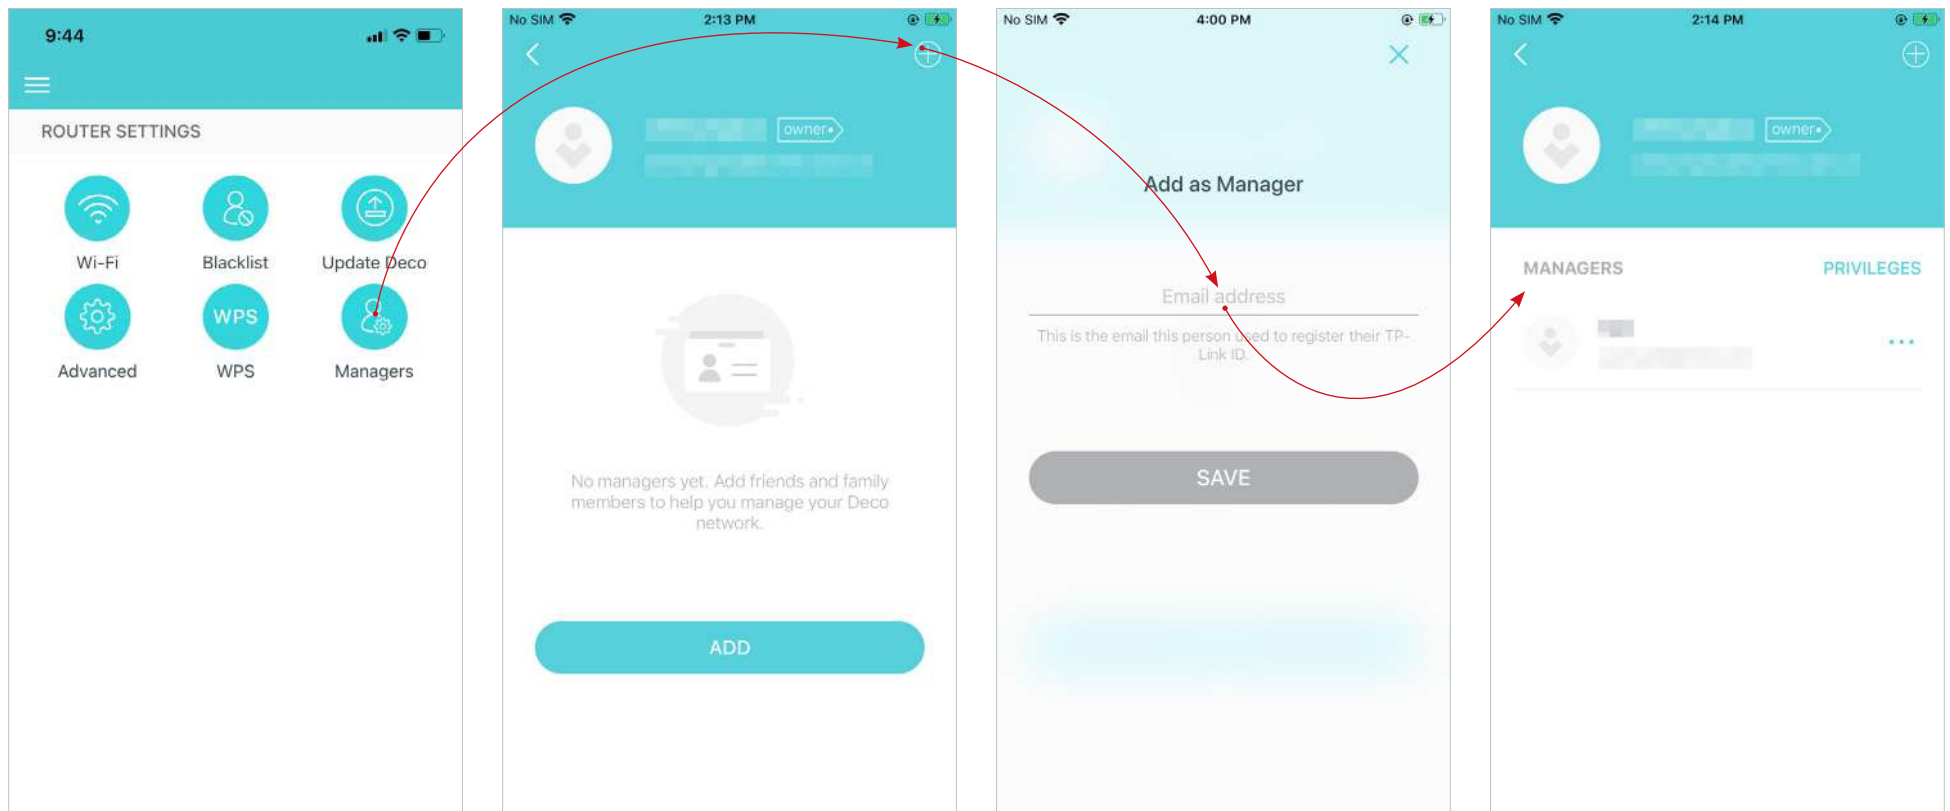 9:44
ROUTER SETTINGS
Wi-Fi
Blacklist
Update Deco
WPS
Advanced
WPS
Managers
No SIM
2:13 PM
owner
No managers yet. Add friends and family
members to help you manage your Deco
network.
ADD
No SIM
4:00 PM
Add as Manager
Email address
This is the email this person used to register their TP-
Link ID.
SAVE
No SIM
2:14 PM
owner
MANAGERS
PRIVILEGES